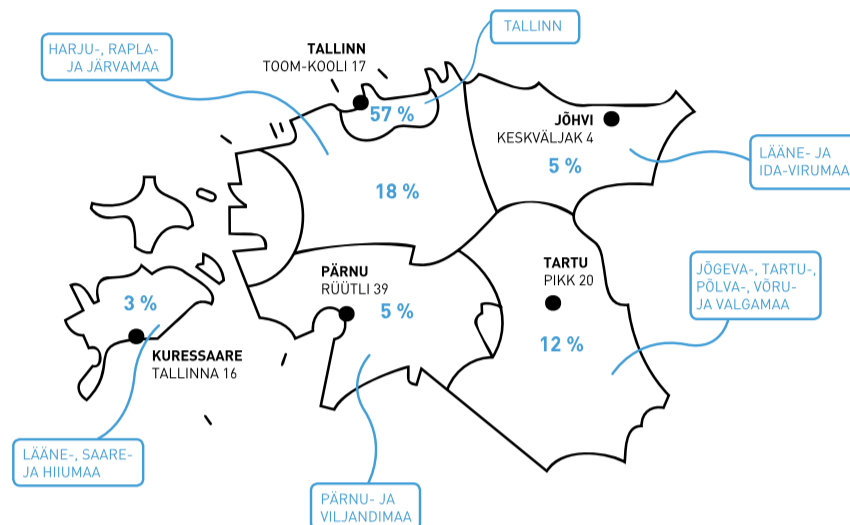 HARJU-, RAPLA-
JA JÄRVAMAA
TALLINN
TOOM-KOOLI 17
TALLINN
57 %
JÕHVI
KESKVÄLJAK 4
5 %
LÄÄNE- JA
IDA-VIRUMAA
18 %
TARTU
PIKK 20
12 %
JÕGEVA-, TARTU-,
PÕLVA-, VÕRU-
JA VALGAMAA
PÄRNU
RÜÜTLI 39
5 %
3 %
KURESSAARE
TALLINNA 16
LÄÄNE-, SAARE-
JA HIIUMAA
PÄRNU- JA
VILJANDIMAA